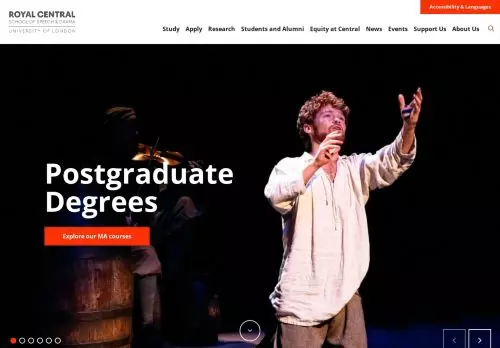 Accessibility & Languages
ROYAL CENTRAL
SCHOOL OF SPEECH & DRAMA
UNIVERSITY OF LONDON
Study Apply Research Students and Alumni Equity at Central News Events Support Us About Us
Postgraduate
Degrees
Explore our MA courses